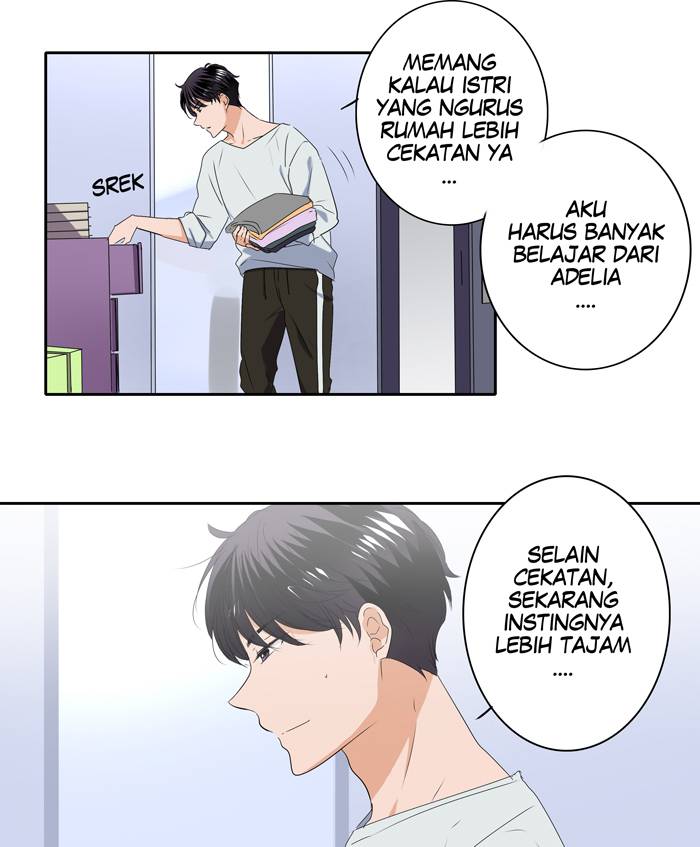 MEMANG
KALAU ISTRI
YANG NGURUS
RUMAH LEBIH
CEKATAN YA
...
SREK
AKU
HARUS BANYAK
BELAJAR DARI
ADELIA
....
SELAIN
CEKATAN,
SEKARANG
INSTINGNYA
LEBIH TAJAM
....